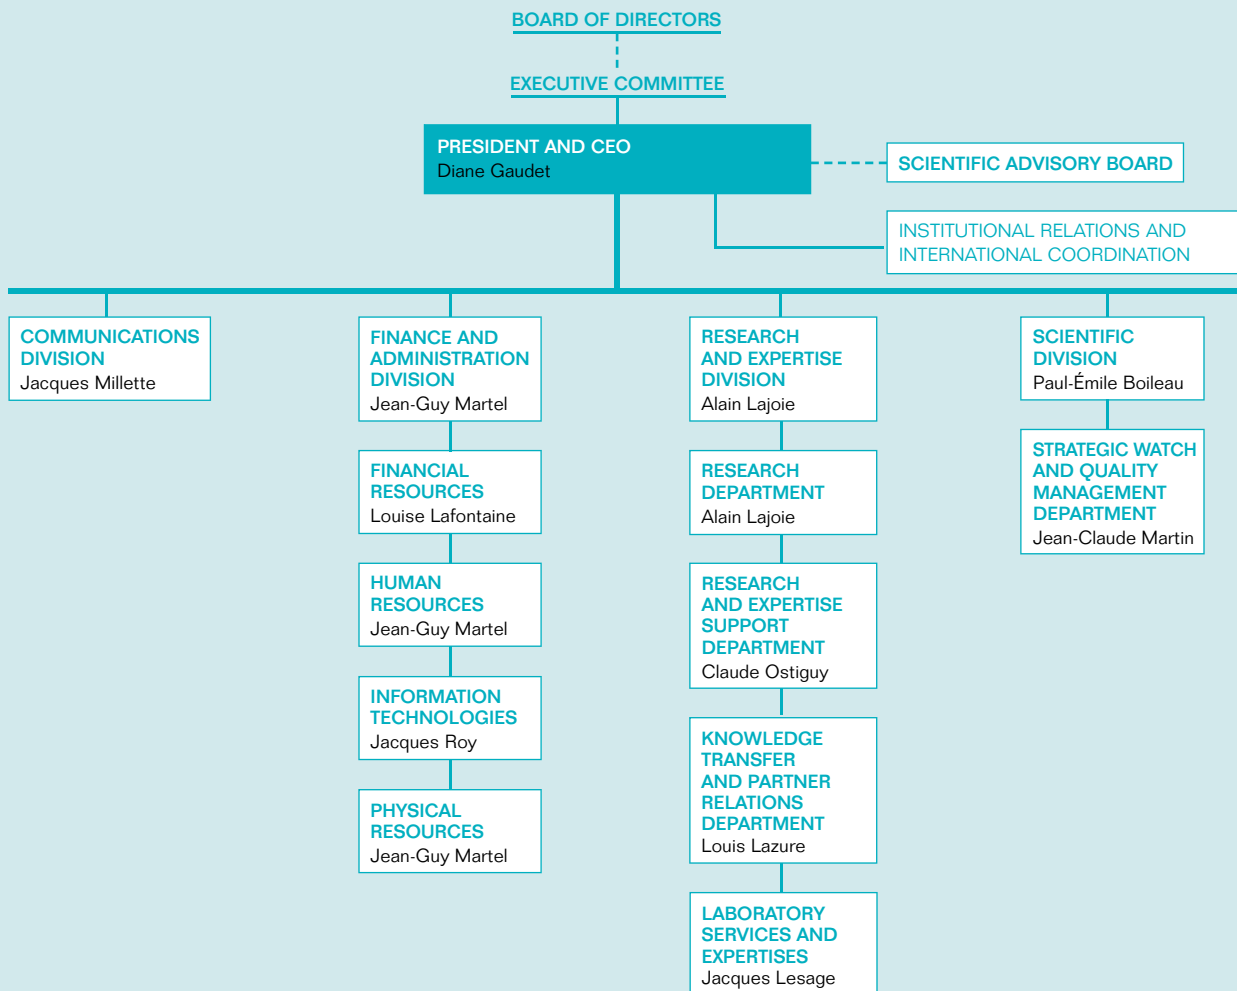 BOARD OF DIRECTORS
EXECUTIVE COMMITTEE
PRESIDENT AND CEO
Diane Gaudet
SCIENTIFIC ADVISORY BOARD
INSTITUTIONAL RELATIONS AND
INTERNATIONAL COORDINATION
COMMUNICATIONS
DIVISION
Jacques Millette
FINANCE AND
ADMINISTRATION
DIVISION
Jean-Guy Martel
FINANCIAL
RESOURCES
Louise Lafontaine
HUMAN
RESOURCES
Jean-Guy Martel
INFORMATION
TECHNOLOGIES
Jacques Roy
PHYSICAL
RESOURCES
Jean-Guy Martel
RESEARCH
AND EXPERTISE
DIVISION
Alain Lajoie
RESEARCH
DEPARTMENT
Alain Lajoie
RESEARCH
AND EXPERTISE
SUPPORT
DEPARTMENT
Claude Ostiguy
KNOWLEDGE
TRANSFER
AND PARTNER
RELATIONS
DEPARTMENT
Louis Lazure
LABORATORY
SERVICES AND
EXPERTISES
Jacques Lesage
SCIENTIFIC
DIVISION
Paul-Émile Boileau
STRATEGIC WATCH
AND QUALITY
MANAGEMENT
DEPARTMENT
Jean-Claude Martin